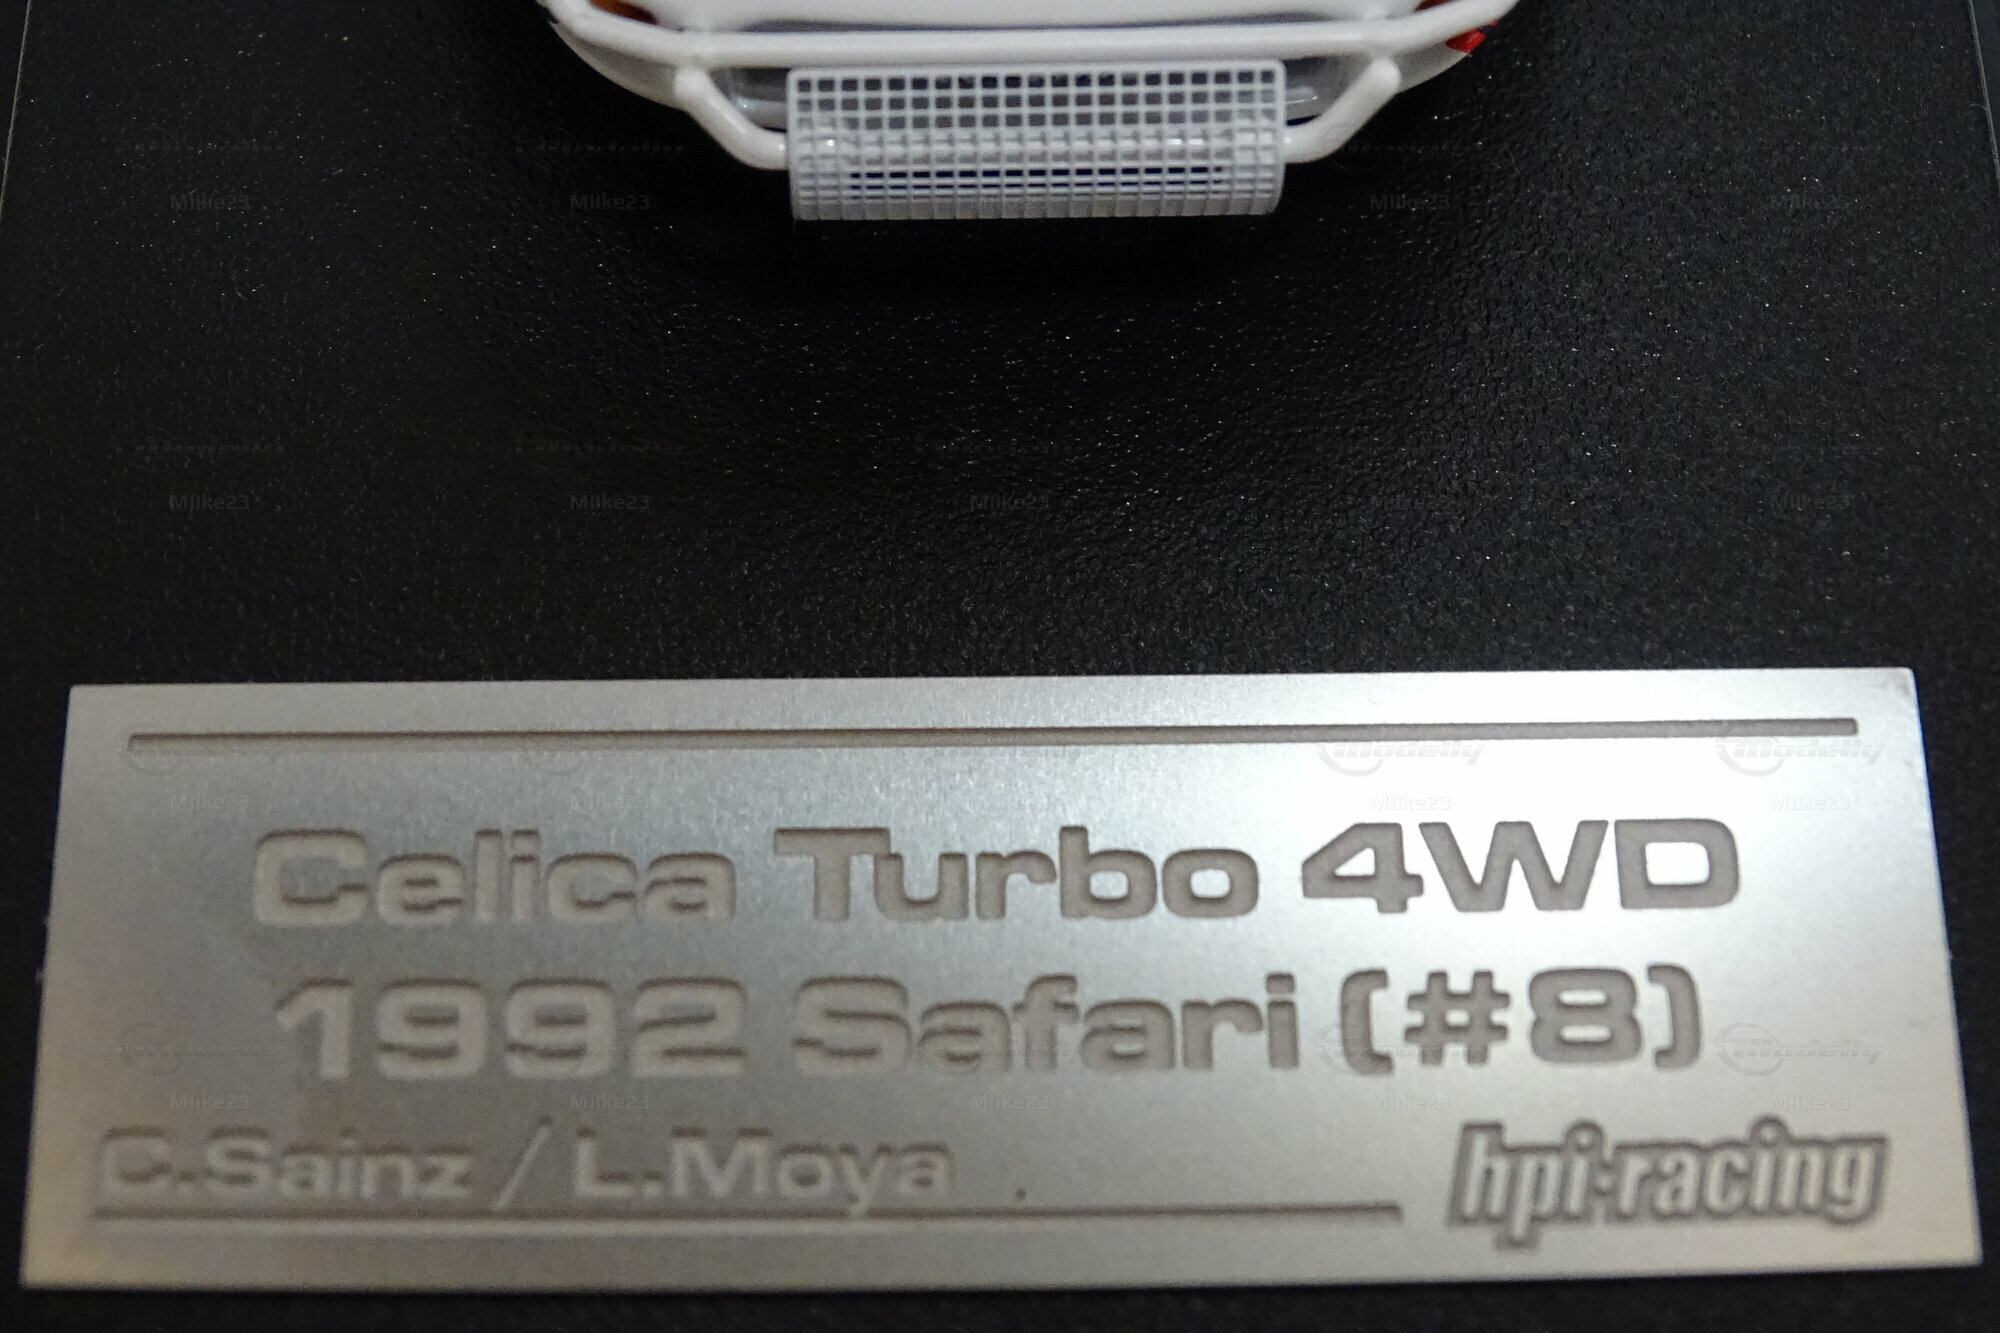 Celica Turbo 4WD
1992 Safari (#8)
C.Sainz / L.Moya
hpi·racing